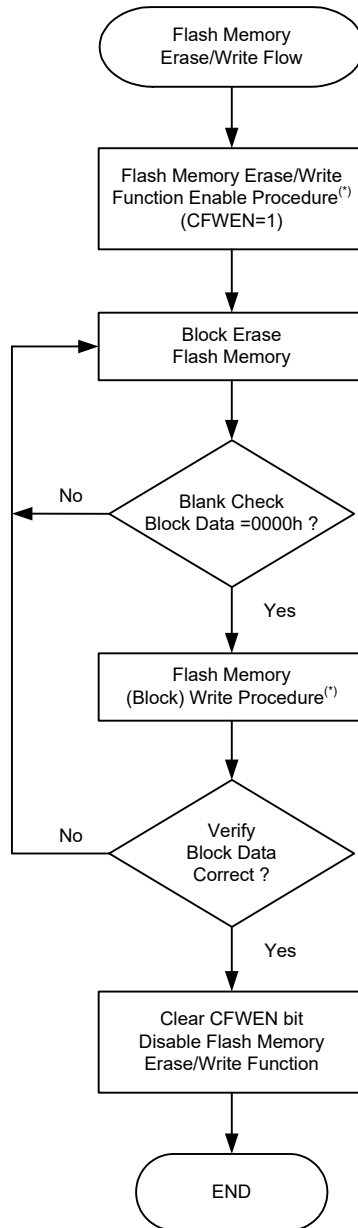 Flash Memory
Erase/Write Flow
Flash Memory Erase/Write
Function Enable Procedure(*)
(CFWEN=1)
Block Erase
Flash Memory
No
Blank Check
Block Data =0000h ?
Yes
Flash Memory
(Block) Write Procedure(*)
No
Verify
Block Data
Correct ?
Yes
Clear CFWEN bit
Disable Flash Memory
Erase/Write Function
END